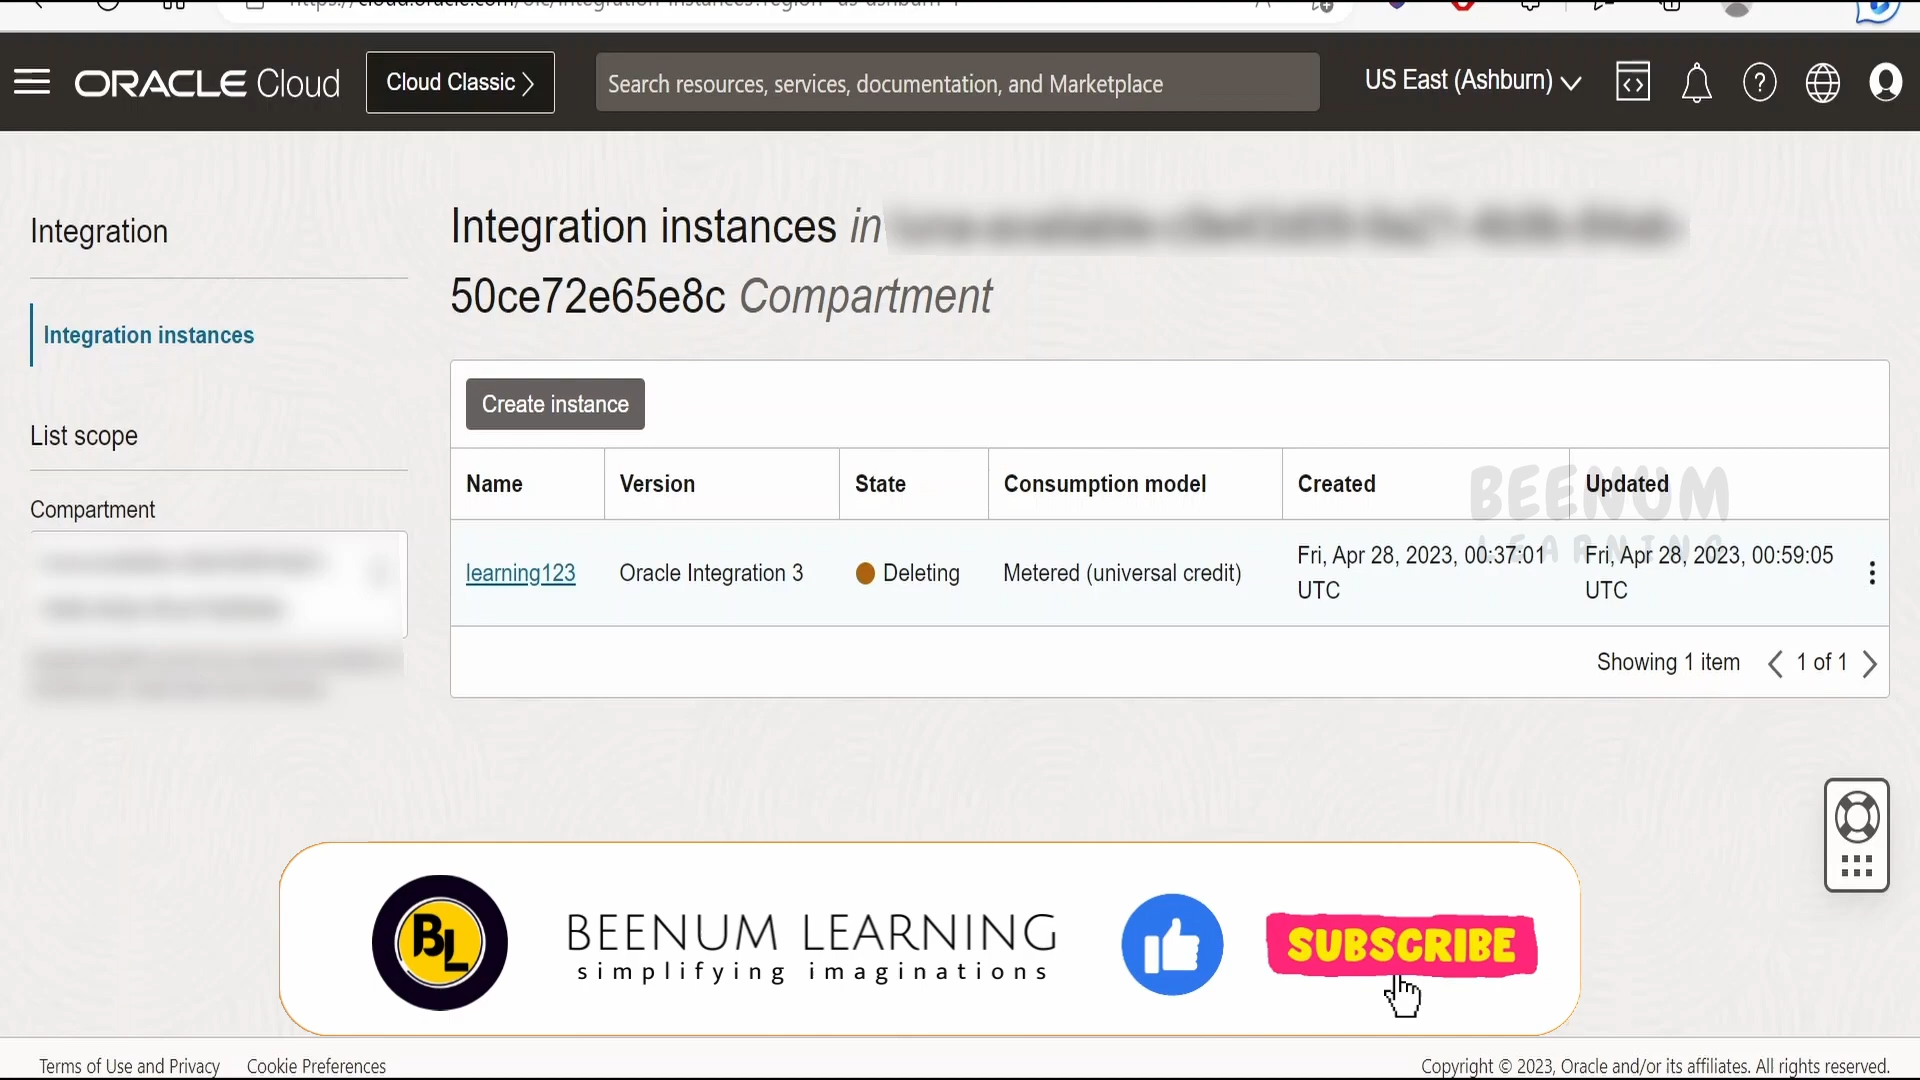 ORACLE Cloud
Cloud Classic
Search resources, services, documentation, and Marketplace
US East (Ashburn)
Integration
Integration instances
List scope
Compartment
Integration instances in
50ce72e65e8c Compartment
Create instance
Name Version State Consumption model Created Updated
BEENUM
LEARNING
learning123 Oracle Integration 3 Deleting Metered (universal credit) Fri, Apr 28, 2023, 00:37:01 UTC Fri, Apr 28, 2023, 00:59:05 UTC
Showing 1 item 1 of 1
BL
BEENUM LEARNING
simplifying imaginations
SUBSCRIBE
Terms of Use and Privacy Cookie Preferences
Copyright © 2023, Oracle and/or its affiliates. All rights reserved.